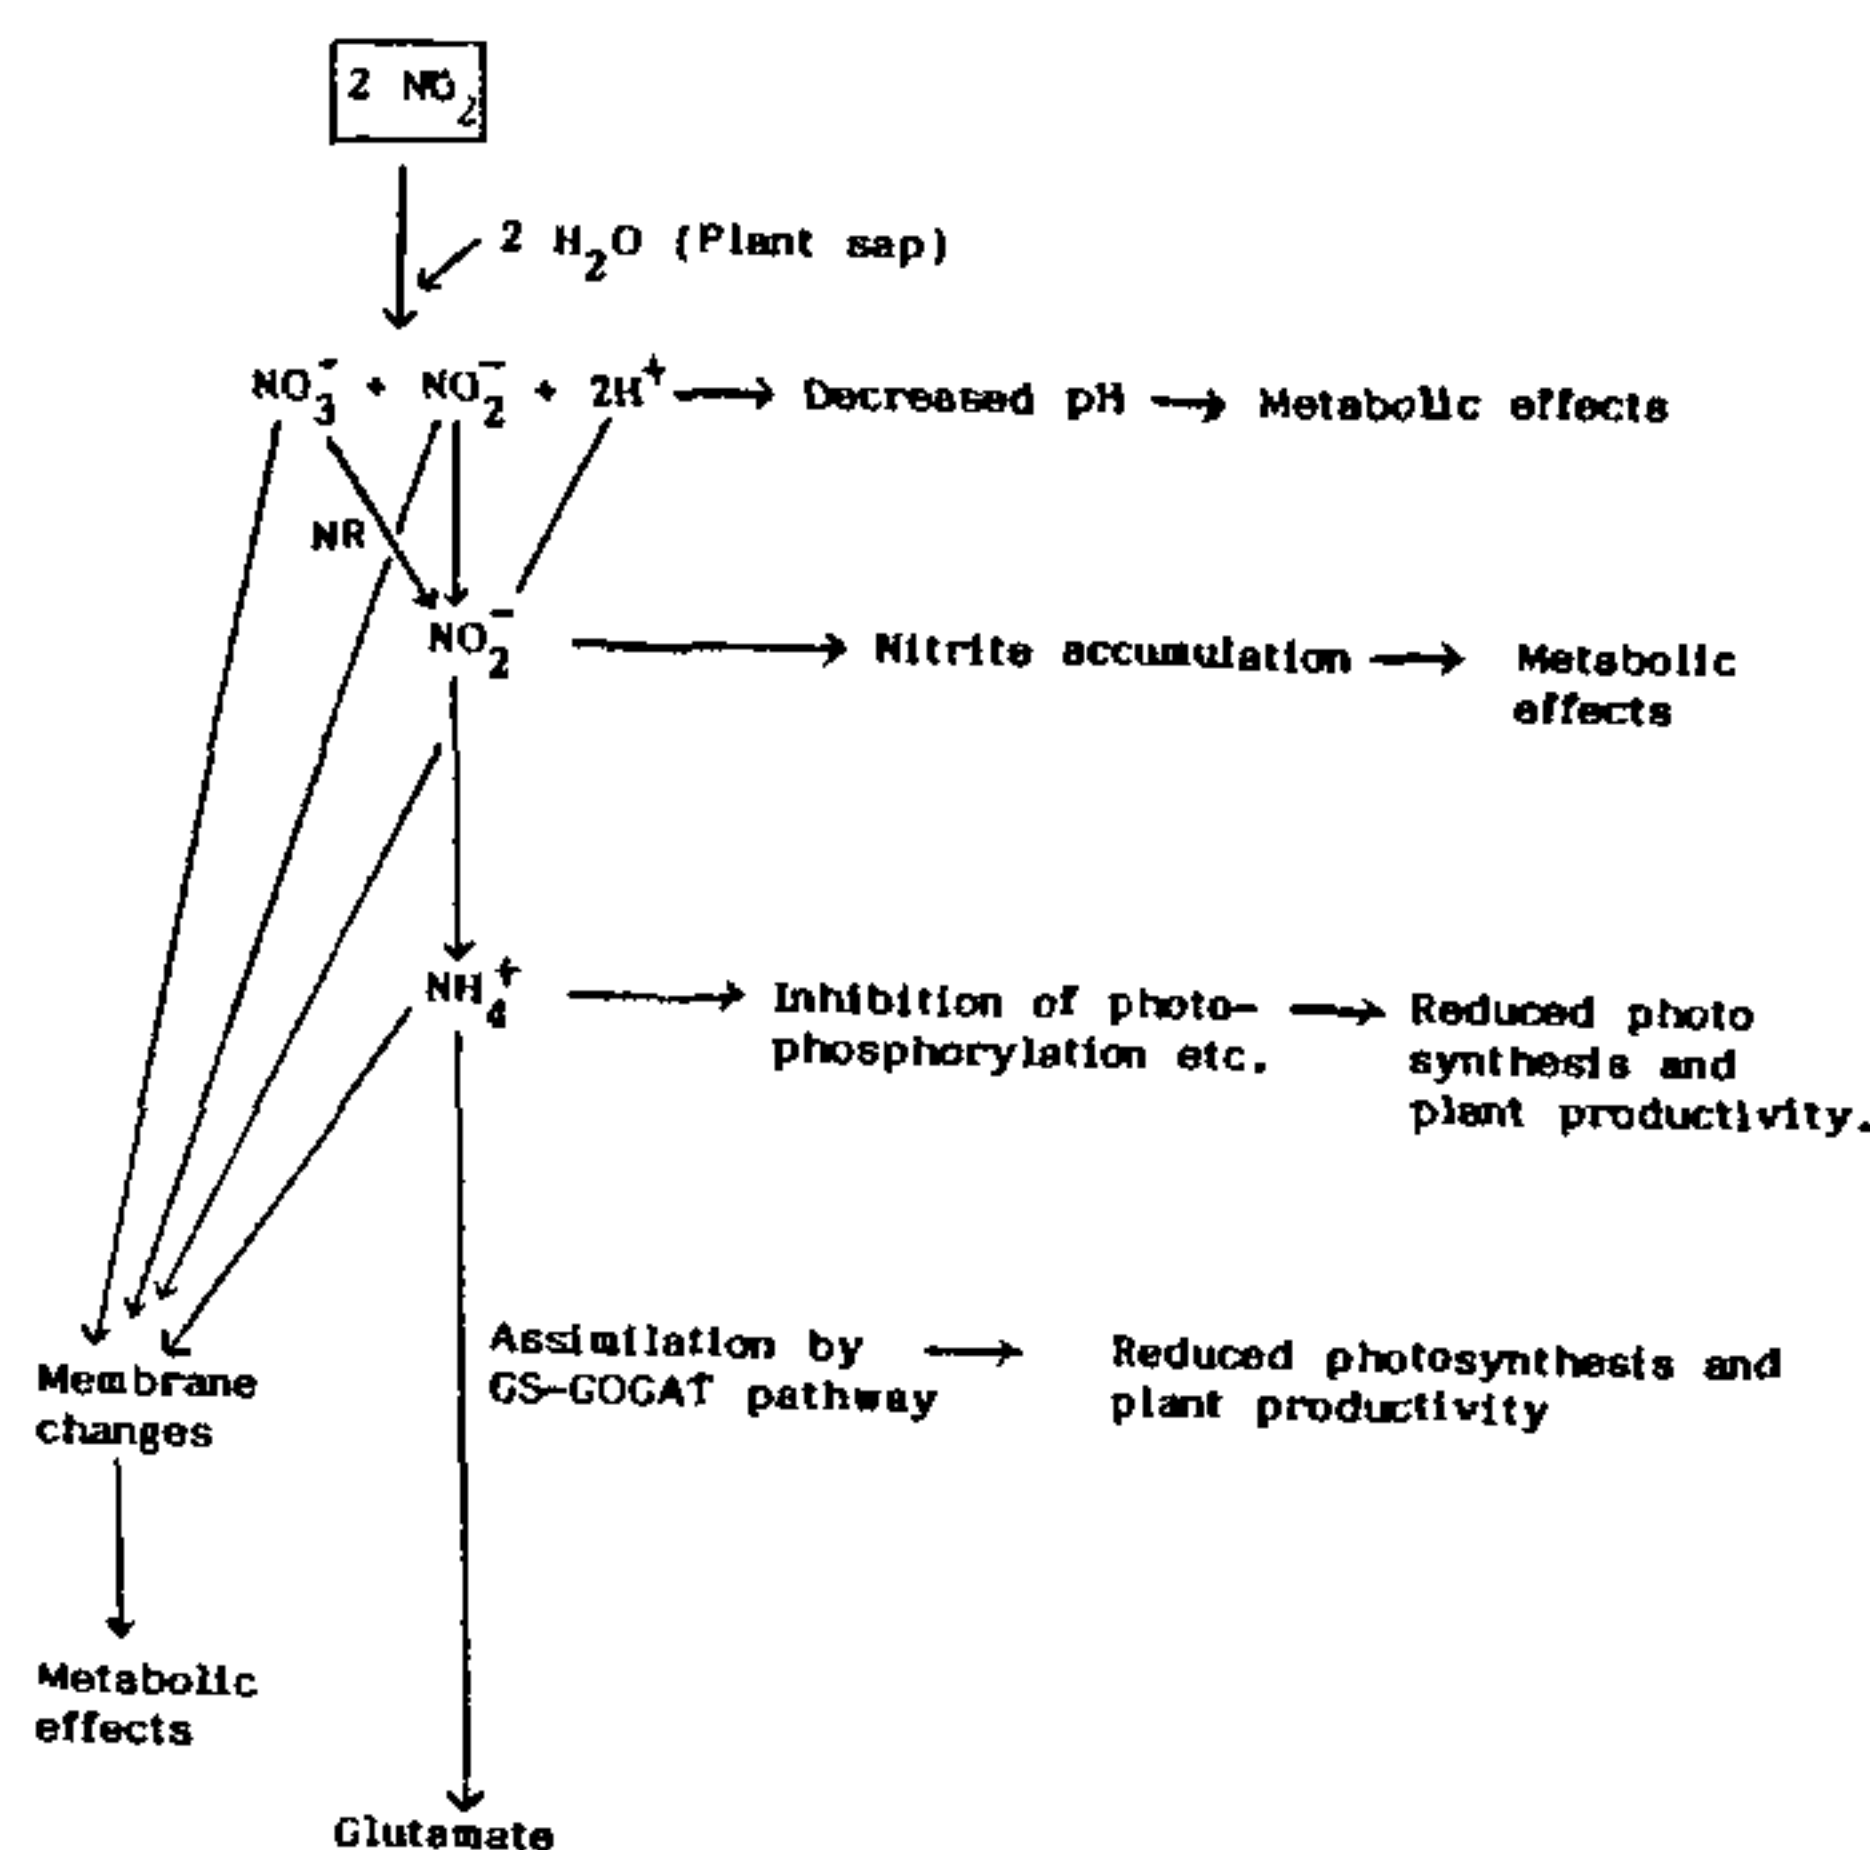 2 NO2
2 H2O (Plant sap)
NO3- + NO2- + 2H+ → Decreased pH → Metabolic effects
NR
NO2- → Nitrite accumulation → Metabolic
effects
NH4+ → Inhibition of photo- → Reduced photo
phosphorylation etc. synthesis and
plant productivity.
Assimilation by → Reduced photosynthesis and
GS-GOGAT pathway plant productivity
Membrane
changes
Metabolic
effects
Glutamate